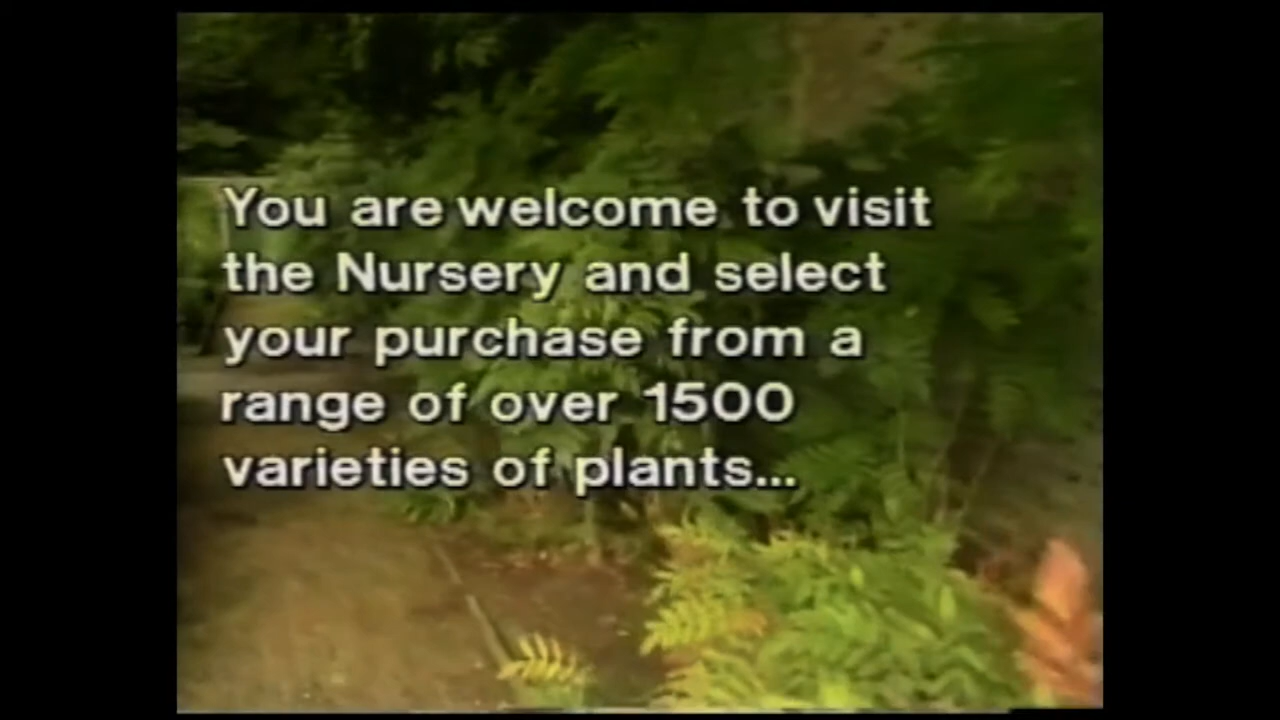 You are welcome to visit
the Nursery and select
your purchase from a
range of over 1500
varieties of plants...